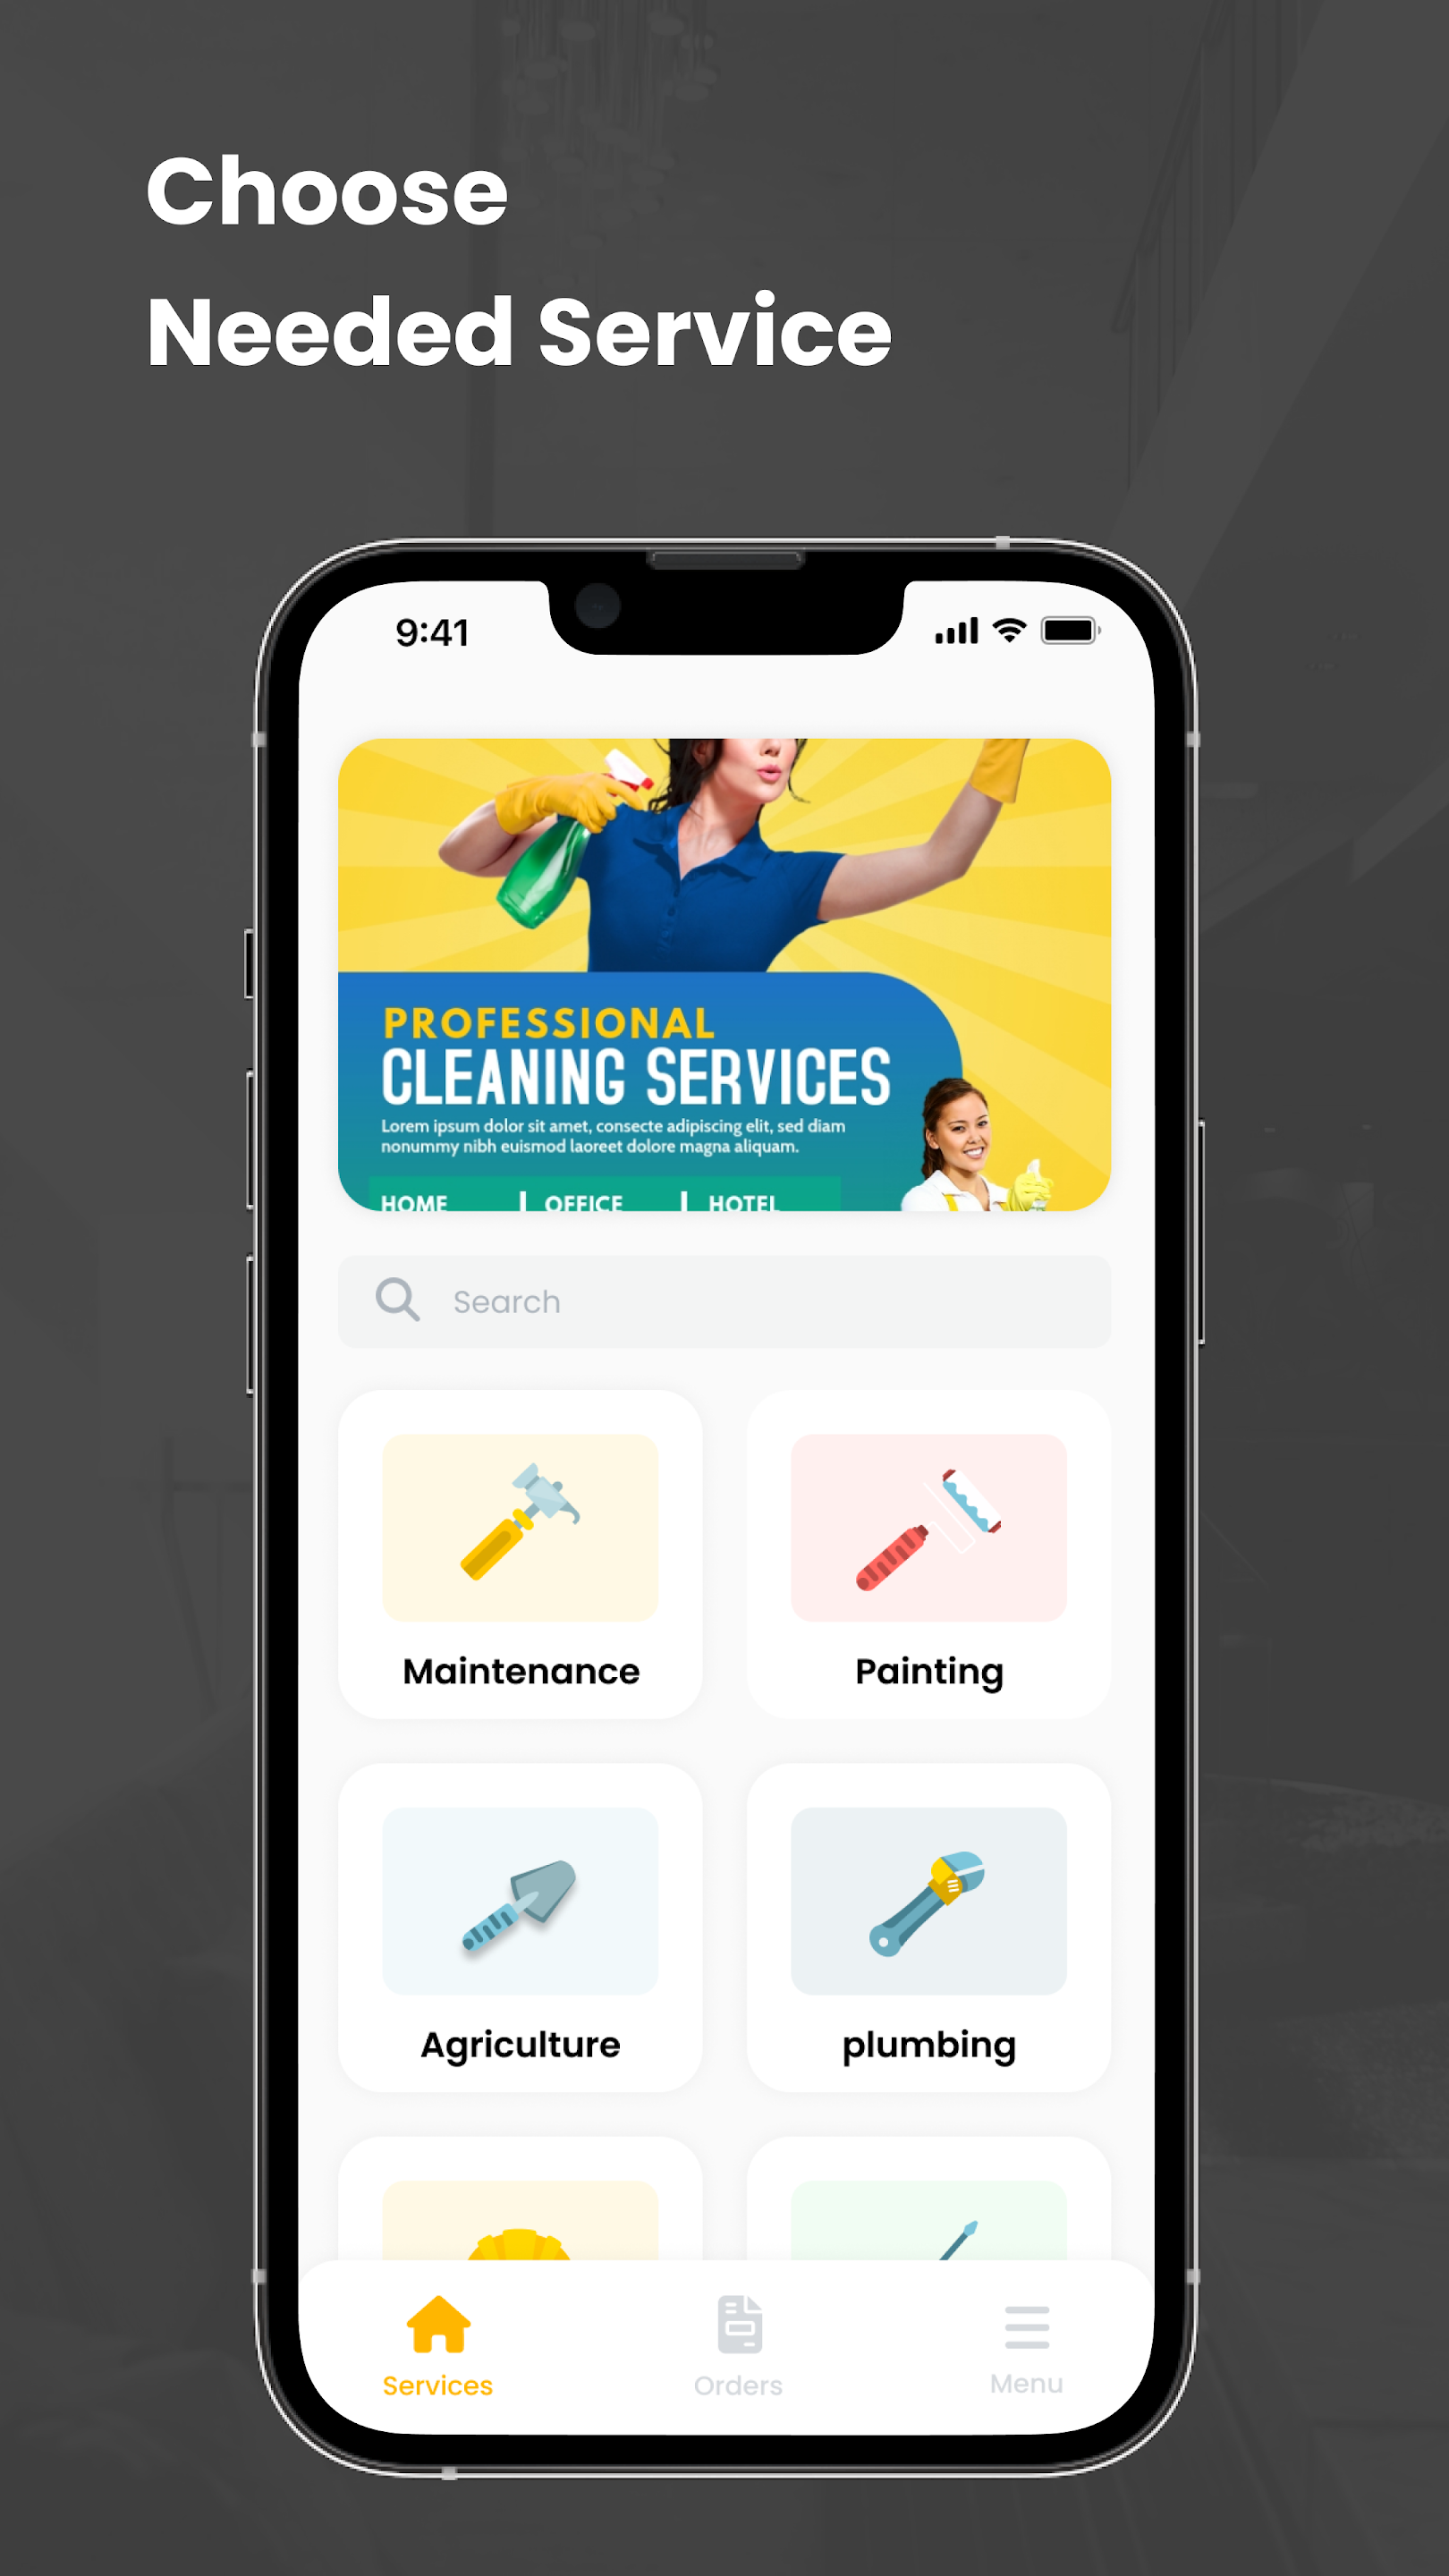 Choose
Needed Service
9:41
PROFESSIONAL
CLEANING SERVICES
Lorem ipsum dolor sit amet, consecte adipiscing elit, sed diam
nonummy nibh euismod laoreet dolore magna aliquam.
HOME | OFFICE | HOTEL
Search
Maintenance
Painting
Agriculture
plumbing
Services
Orders
Menu